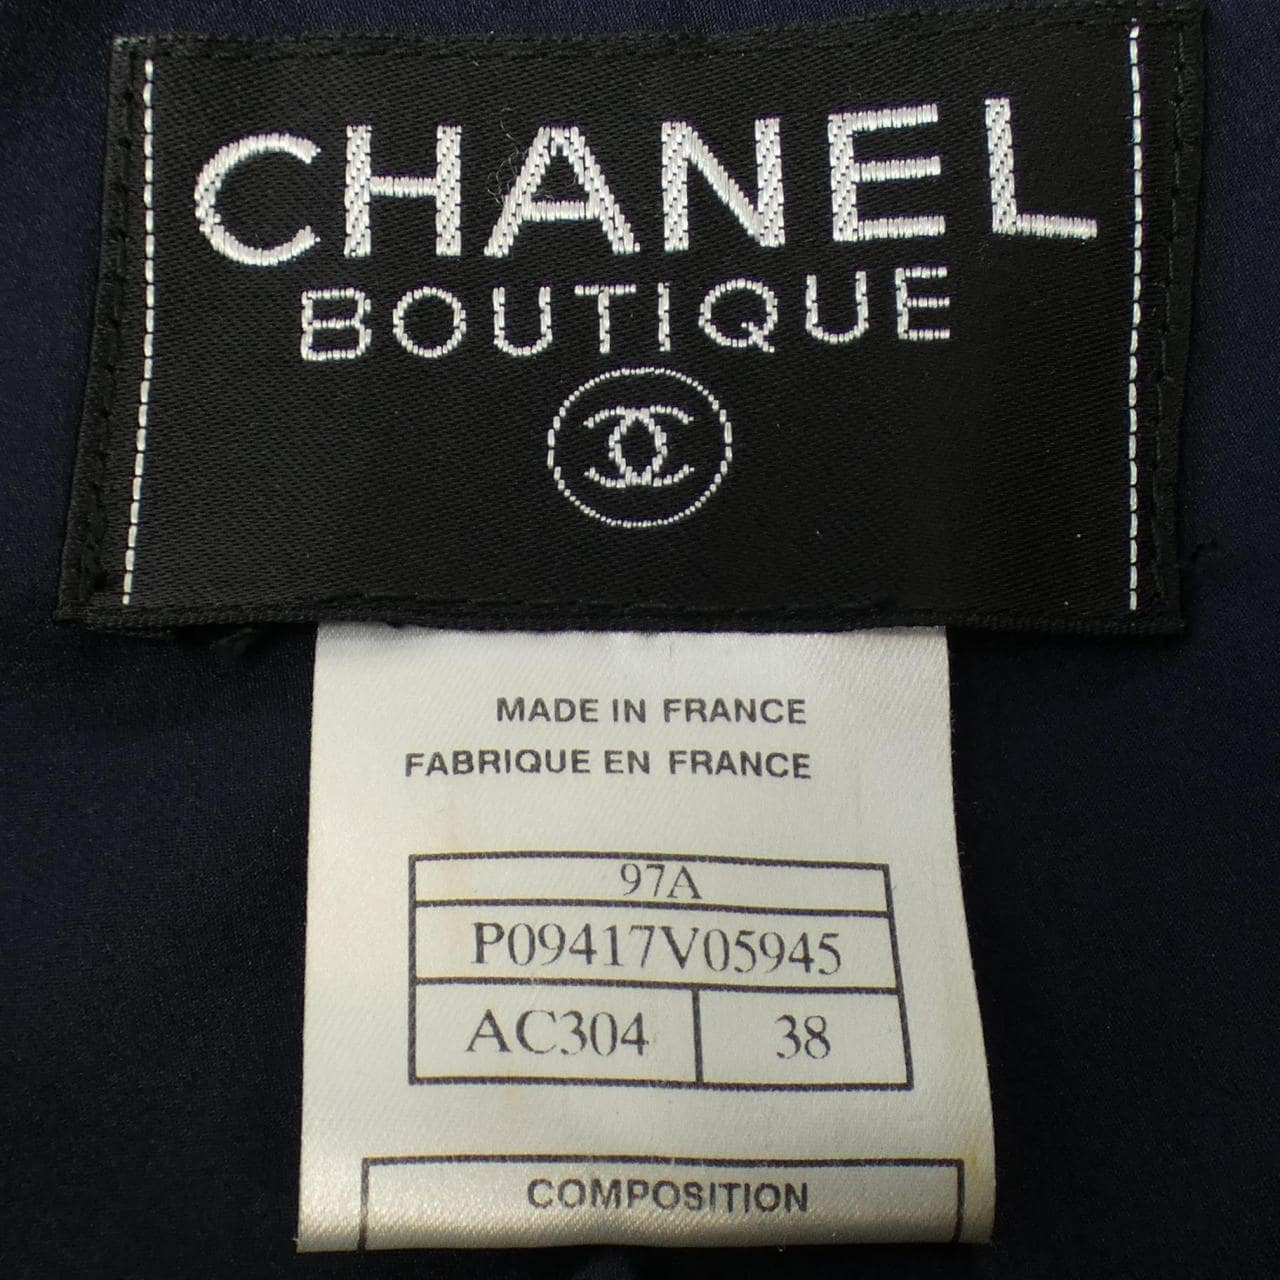 CHANEL
BOUTIQUE
MADE IN FRANCE
FABRIQUE EN FRANCE
97A
P09417V05945
AC304 38
COMPOSITION